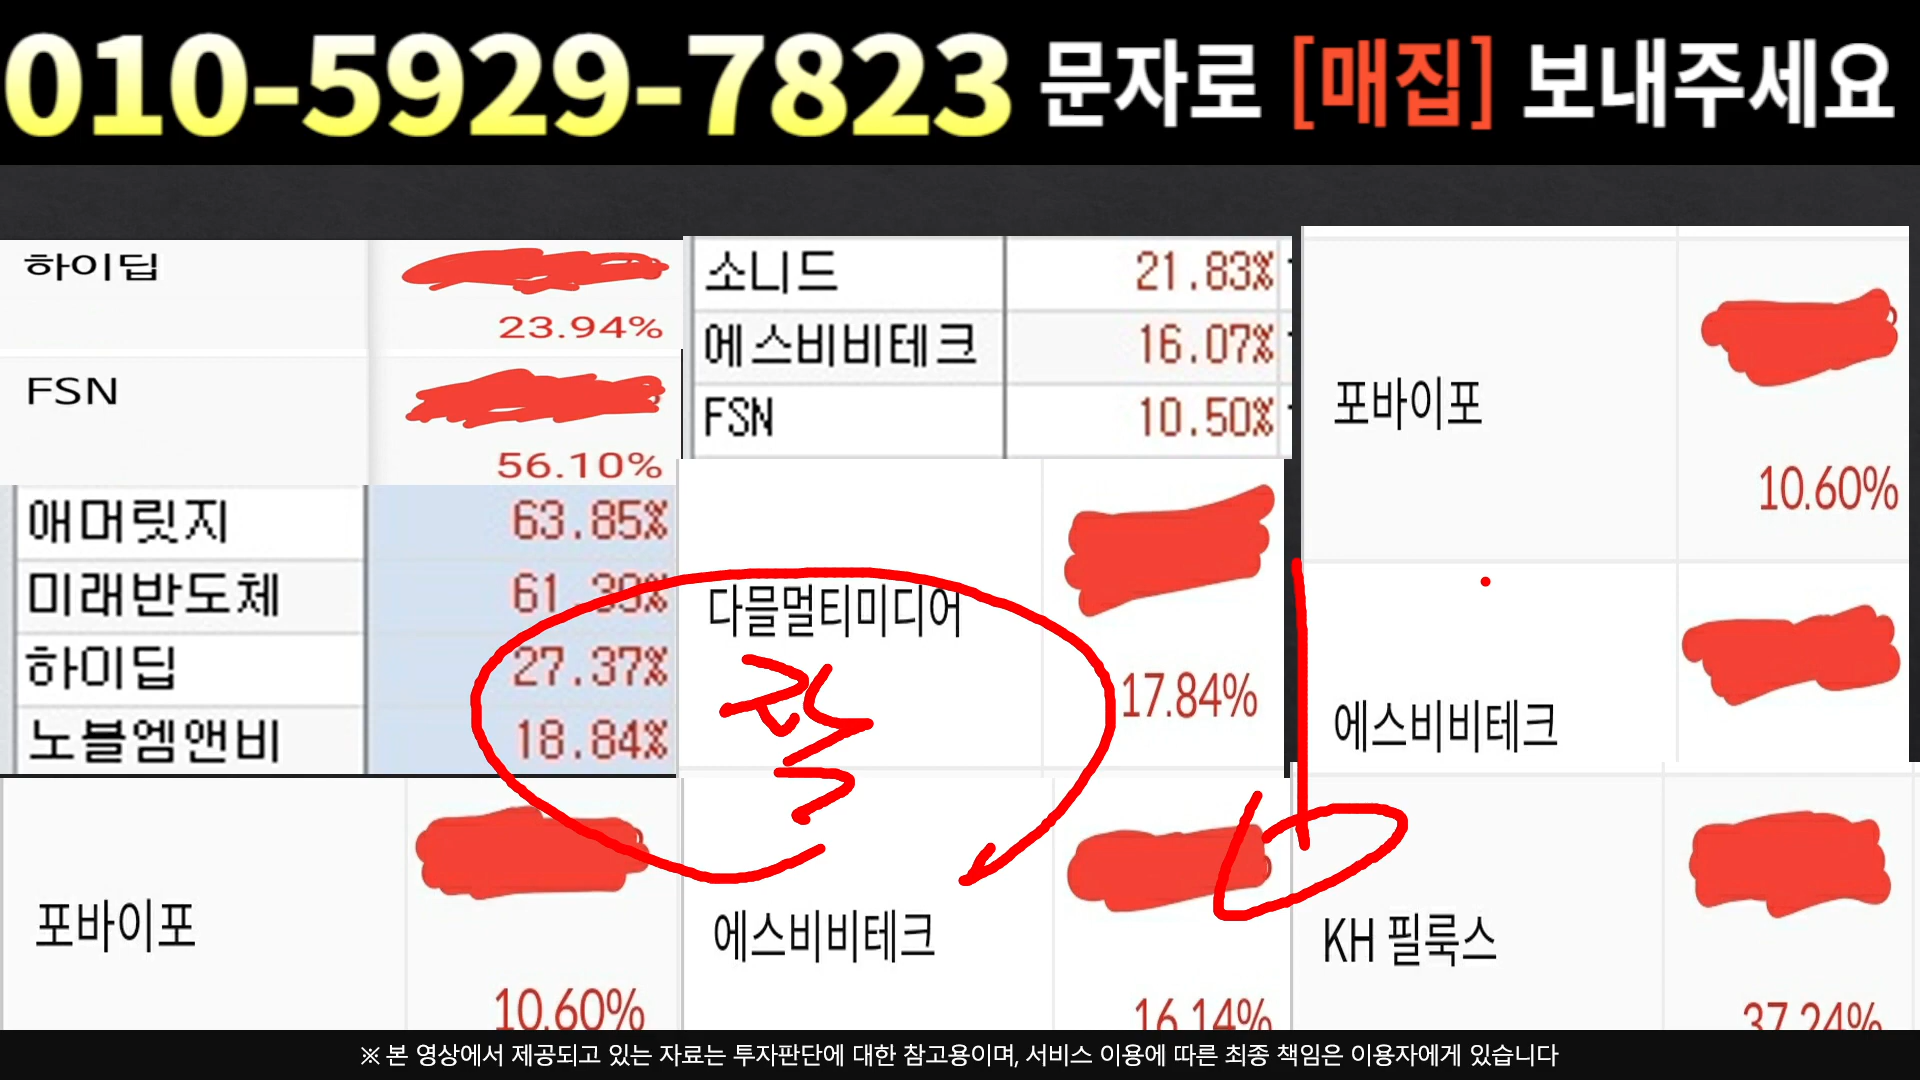 010-5929-7823 문자로 [매집] 보내주세요
하이딥
23.94%
FSN
56.10%
소니드 21.83%
에스비비테크 16.07%
FSN 10.50%
포바이포
10.60%
애머릿지 63.85%
미래반도체 61.39%
하이딥 27.37%
노블엠앤비 18.84%
다믈멀티미디어
17.84%
에스비비테크
포바이포
10.60%
에스비비테크
16.14%
KH 필룩스
37.24%
※ 본 영상에서 제공되고 있는 자료는 투자판단에 대한 참고용이며, 서비스 이용에 따른 최종 책임은 이용자에게 있습니다